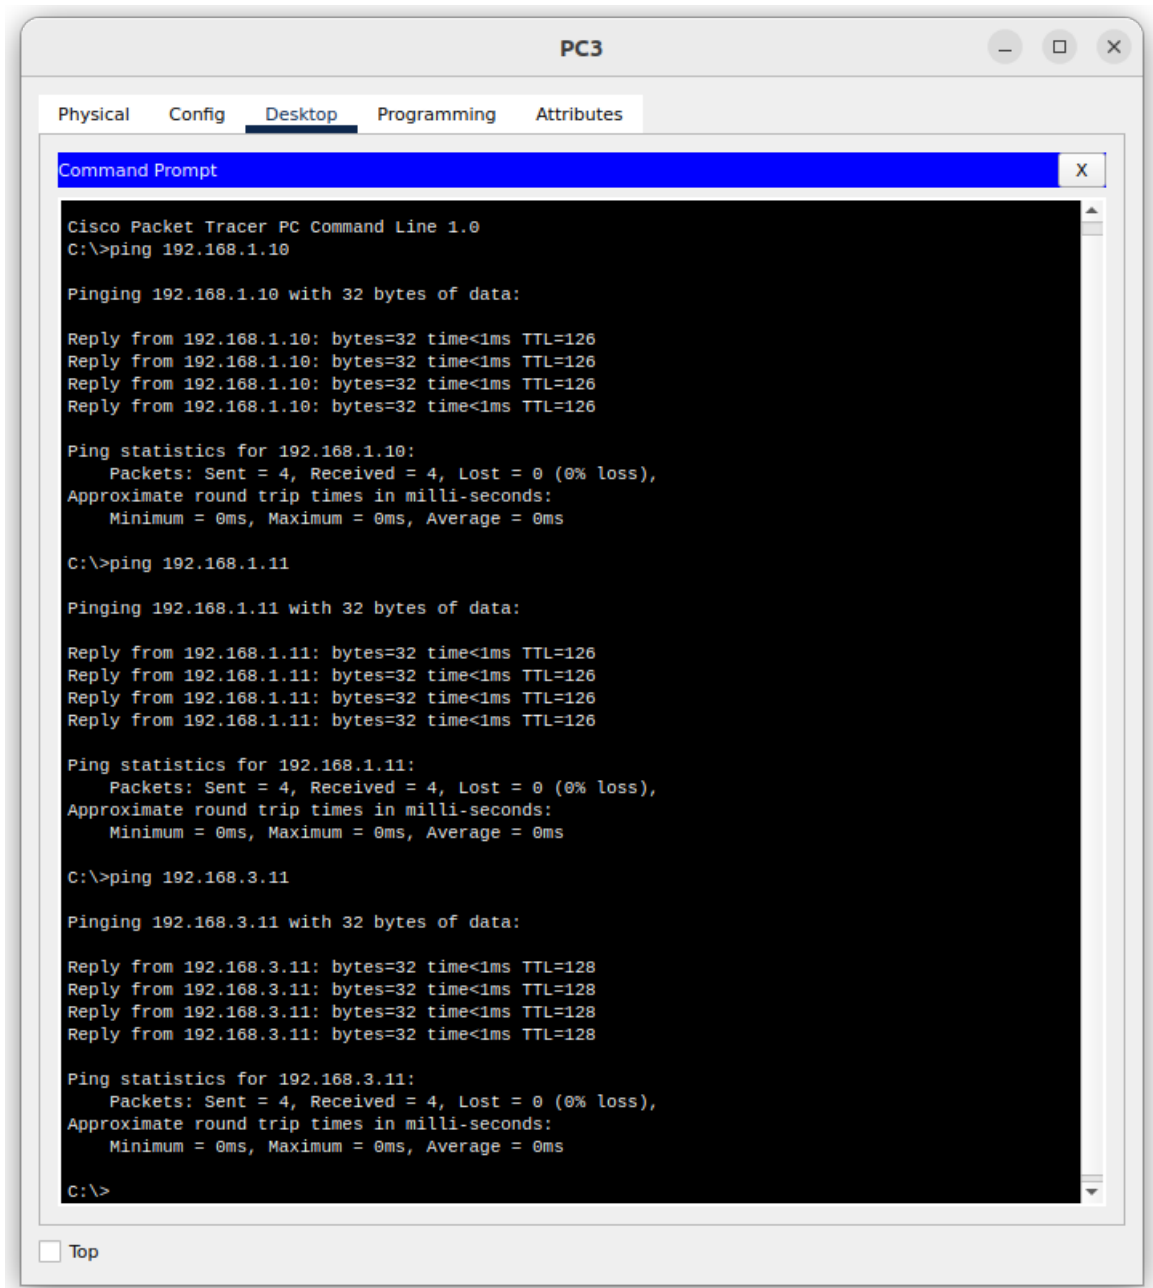 PC3
Physical Config Desktop Programming Attributes
Command Prompt X
Cisco Packet Tracer PC Command Line 1.0
C:\>ping 192.168.1.10
Pinging 192.168.1.10 with 32 bytes of data:
Reply from 192.168.1.10: bytes=32 time<1ms TTL=126
Reply from 192.168.1.10: bytes=32 time<1ms TTL=126
Reply from 192.168.1.10: bytes=32 time<1ms TTL=126
Reply from 192.168.1.10: bytes=32 time<1ms TTL=126
Ping statistics for 192.168.1.10:
    Packets: Sent = 4, Received = 4, Lost = 0 (0% loss),
Approximate round trip times in milli-seconds:
    Minimum = 0ms, Maximum = 0ms, Average = 0ms
C:\>ping 192.168.1.11
Pinging 192.168.1.11 with 32 bytes of data:
Reply from 192.168.1.11: bytes=32 time<1ms TTL=126
Reply from 192.168.1.11: bytes=32 time<1ms TTL=126
Reply from 192.168.1.11: bytes=32 time<1ms TTL=126
Reply from 192.168.1.11: bytes=32 time<1ms TTL=126
Ping statistics for 192.168.1.11:
    Packets: Sent = 4, Received = 4, Lost = 0 (0% loss),
Approximate round trip times in milli-seconds:
    Minimum = 0ms, Maximum = 0ms, Average = 0ms
C:\>ping 192.168.3.11
Pinging 192.168.3.11 with 32 bytes of data:
Reply from 192.168.3.11: bytes=32 time<1ms TTL=128
Reply from 192.168.3.11: bytes=32 time<1ms TTL=128
Reply from 192.168.3.11: bytes=32 time<1ms TTL=128
Reply from 192.168.3.11: bytes=32 time<1ms TTL=128
Ping statistics for 192.168.3.11:
    Packets: Sent = 4, Received = 4, Lost = 0 (0% loss),
Approximate round trip times in milli-seconds:
    Minimum = 0ms, Maximum = 0ms, Average = 0ms
C:\>
Top